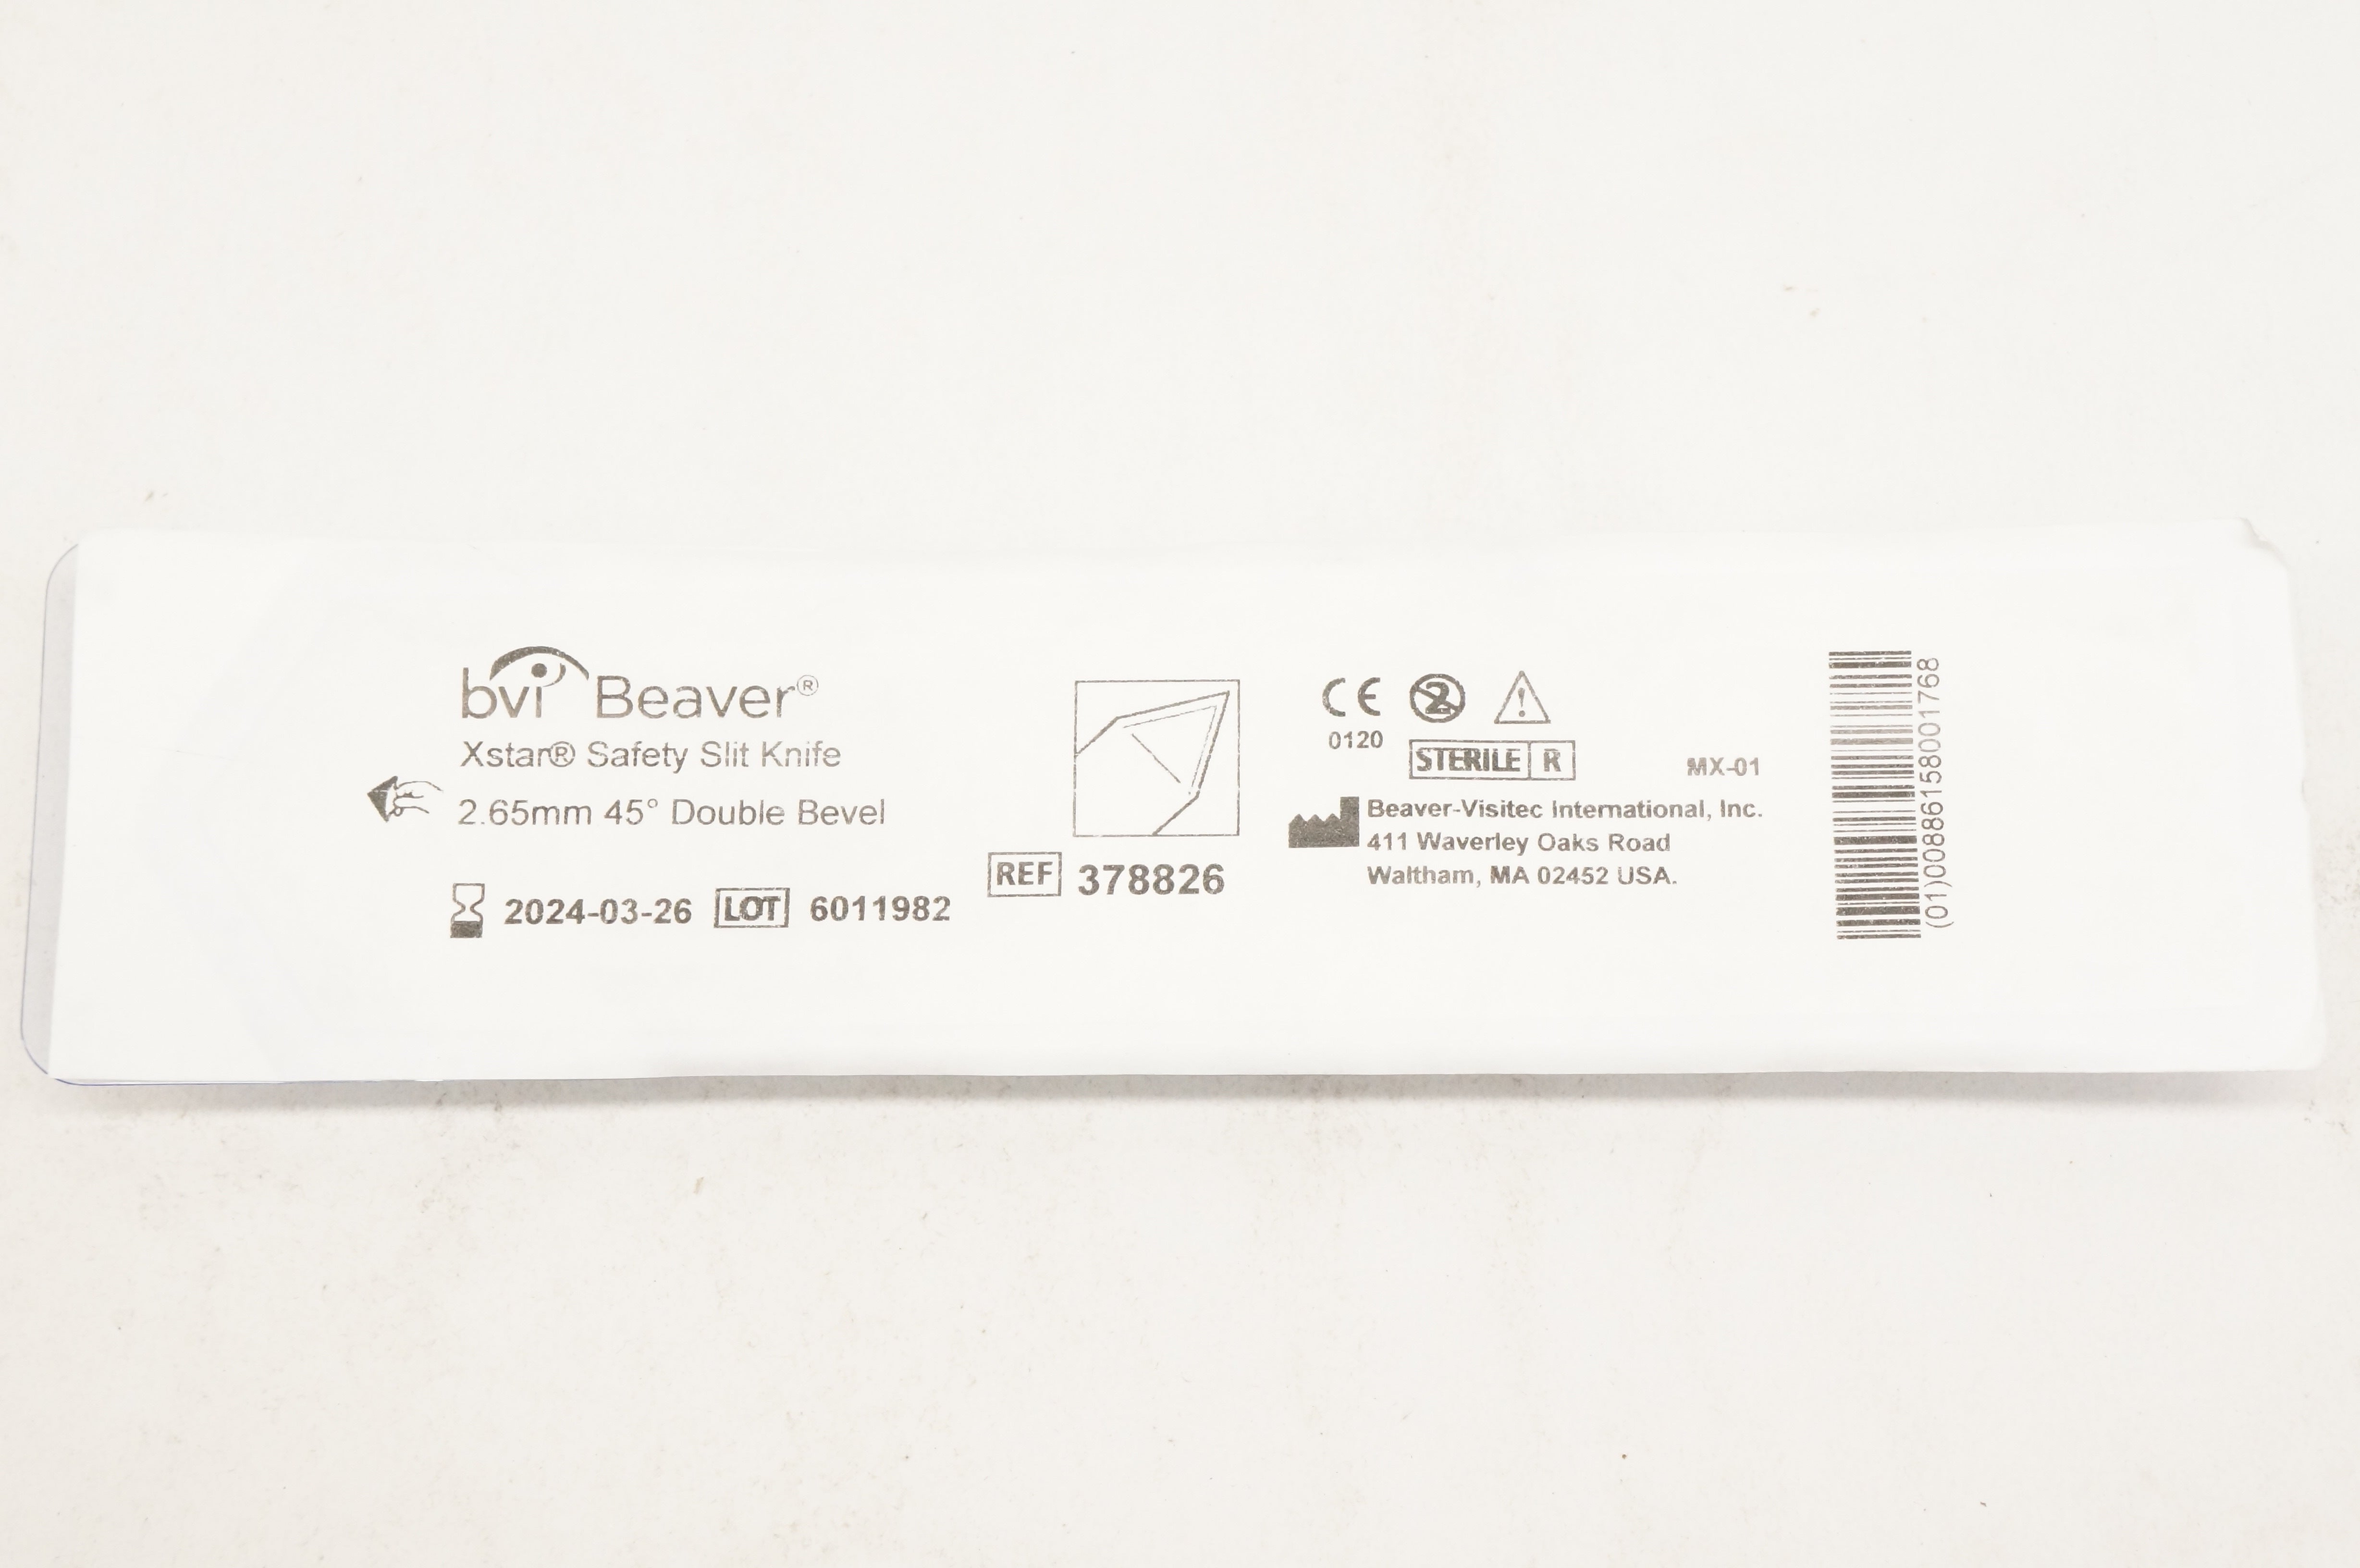 bvi Beaver®
Xstar® Safety Slit Knife
2.65mm 45° Double Bevel
2024-03-26 LOT 6011982
REF 378826
CE 2
0120
STERILE R
MX-01
Beaver-Visitec International, Inc.
411 Waverley Oaks Road
Waltham, MA 02452 USA.
(01)00886158001768